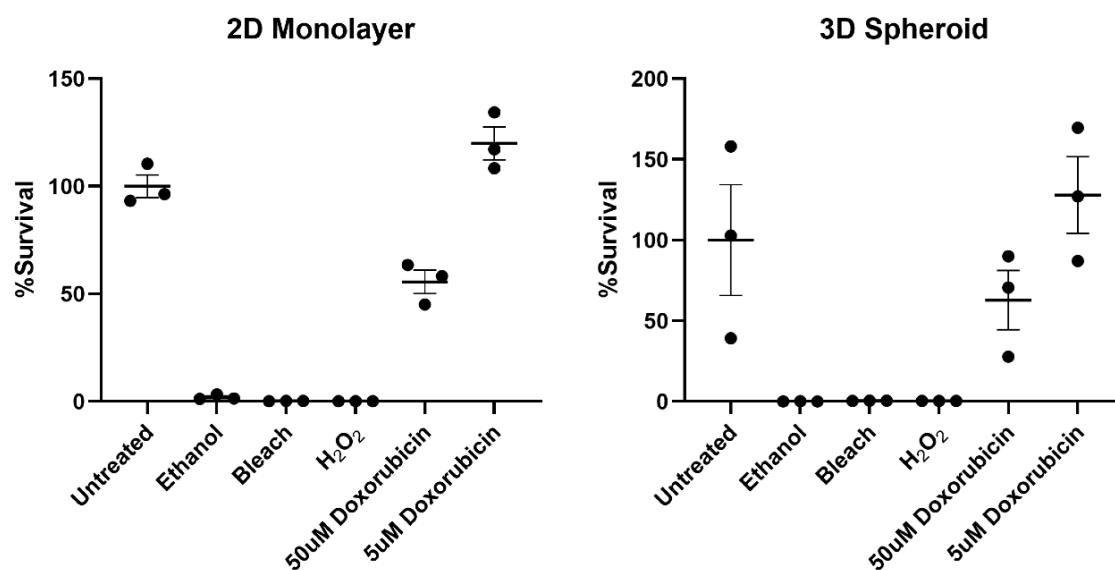 2D Monolayer
%Survival
150
100
50
0
Untreated
Ethanol
Bleach
H₂O₂
50uM Doxorubicin
5uM Doxorubicin
3D Spheroid
%Survival
200
150
100
50
0
Untreated
Ethanol
Bleach
H₂O₂
50uM Doxorubicin
5uM Doxorubicin